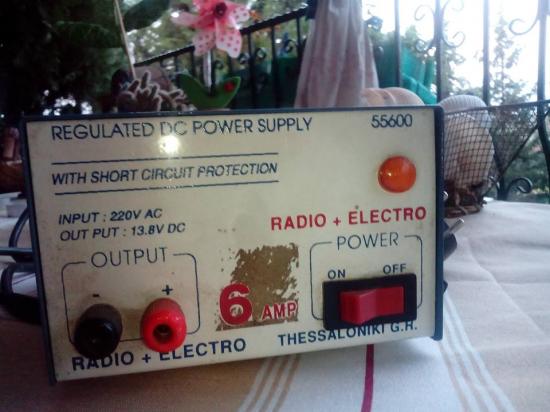 REGULATED DC POWER SUPPLY 55600
WITH SHORT CIRCUIT PROTECTION
INPUT : 220V AC
OUT PUT : 13.8V DC
RADIO + ELECTRO
OUTPUT
- +
POWER
ON OFF
6 AMP
RADIO + ELECTRO
THESSALONIKI G.R.